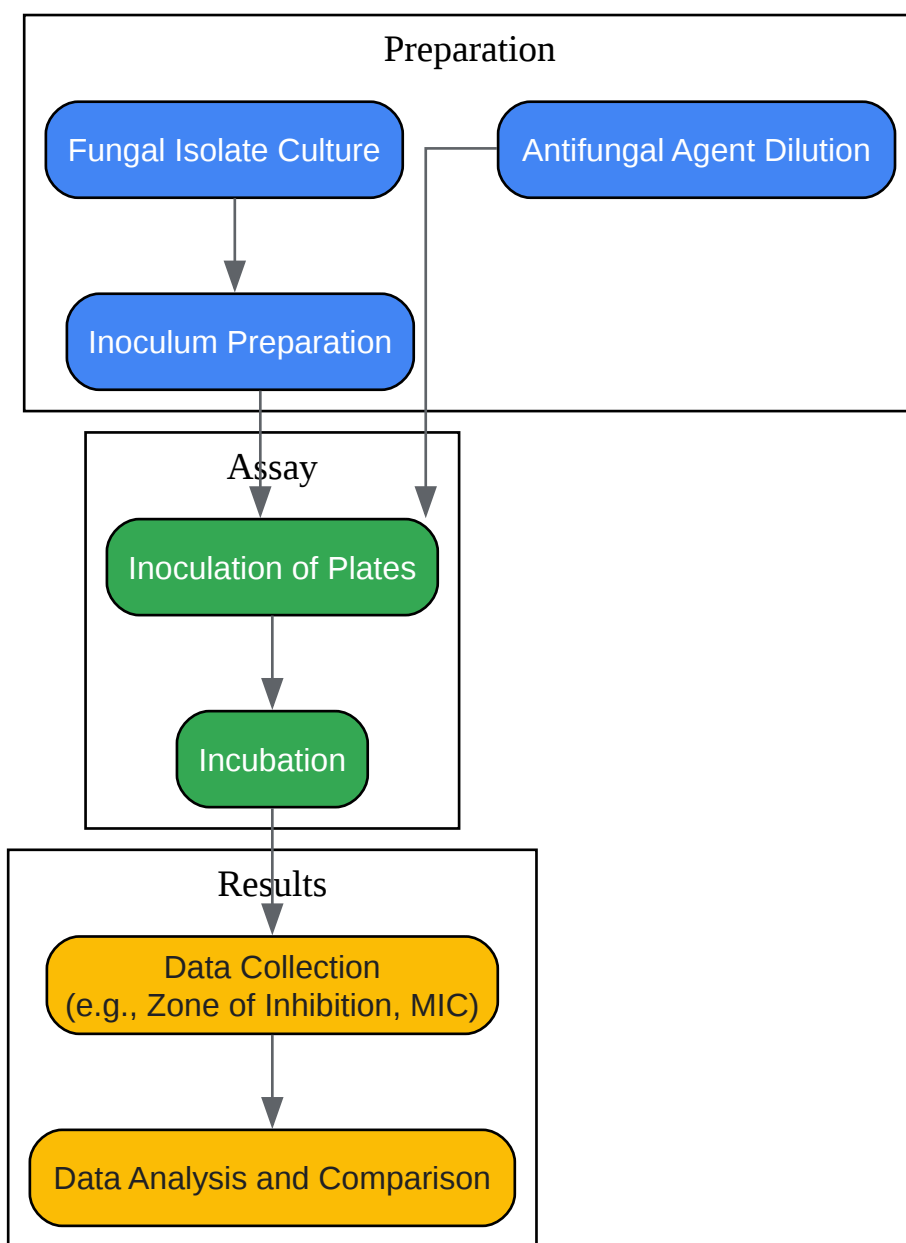 Preparation
Fungal Isolate Culture
Antifungal Agent Dilution
Inoculum Preparation
Assay
Inoculation of Plates
Incubation
Results
Data Collection
(e.g., Zone of Inhibition, MIC)
Data Analysis and Comparison